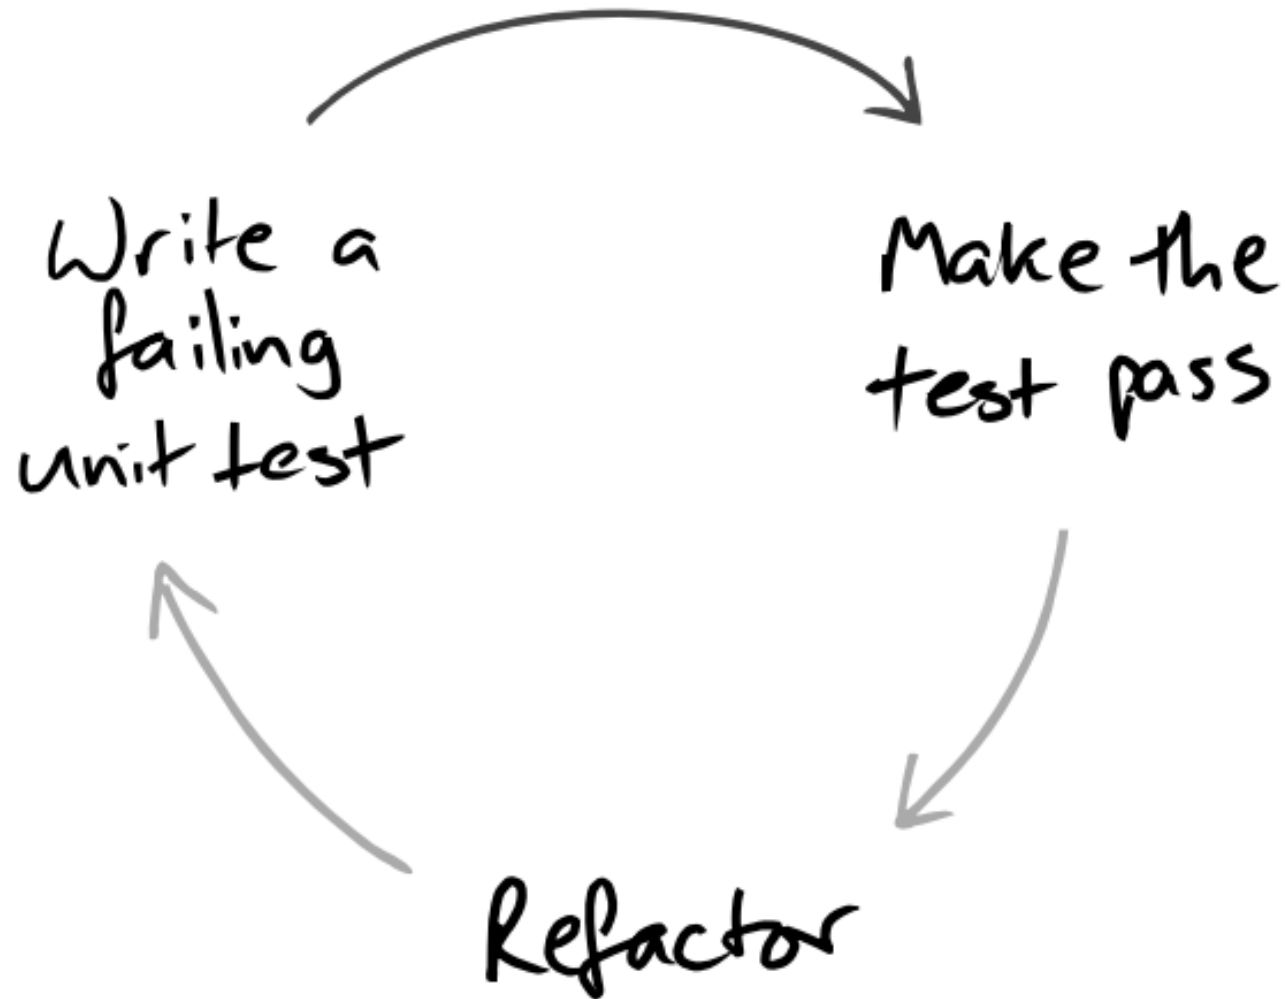 Write a
failing
unit test
Make the
test pass
Refactor